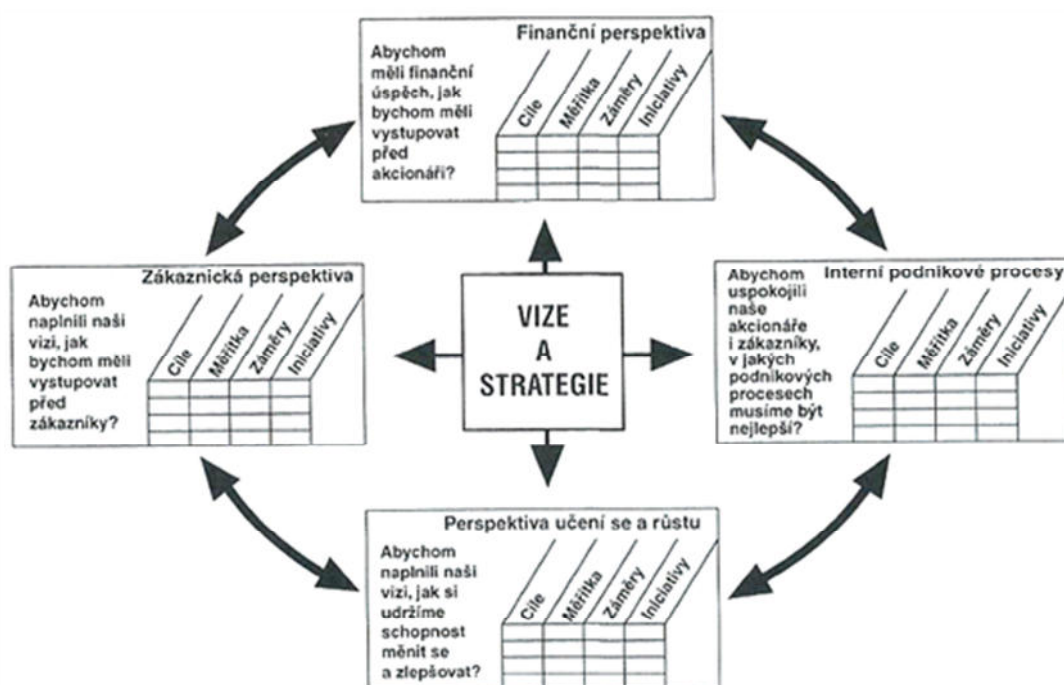 Finanční perspektiva
Abychom
měli finanční
úspěch, jak
bychom měli
vystupovat
před
akcionáři?
Cíle
Měřítka
Záměry
Iniciativy
Zákaznická perspektiva
Abychom
naplnili naši
vizi, jak
bychom měli
vystupovat
před
zákazníky?
Cíle
Měřítka
Záměry
Iniciativy
VIZE
A
STRATEGIE
Interní podnikové procesy
Abychom
uspokojili
naše
akcionáře
i zákazníky,
v jakých
podnikových
procesech
musíme být
nejlepší?
Cíle
Měřítka
Záměry
Iniciativy
Perspektiva učení se a růstu
Abychom
naplnili naši
vizi, jak si
udržíme
schopnost
měnit se
a zlepšovat?
Cíle
Měřítka
Záměry
Iniciativy